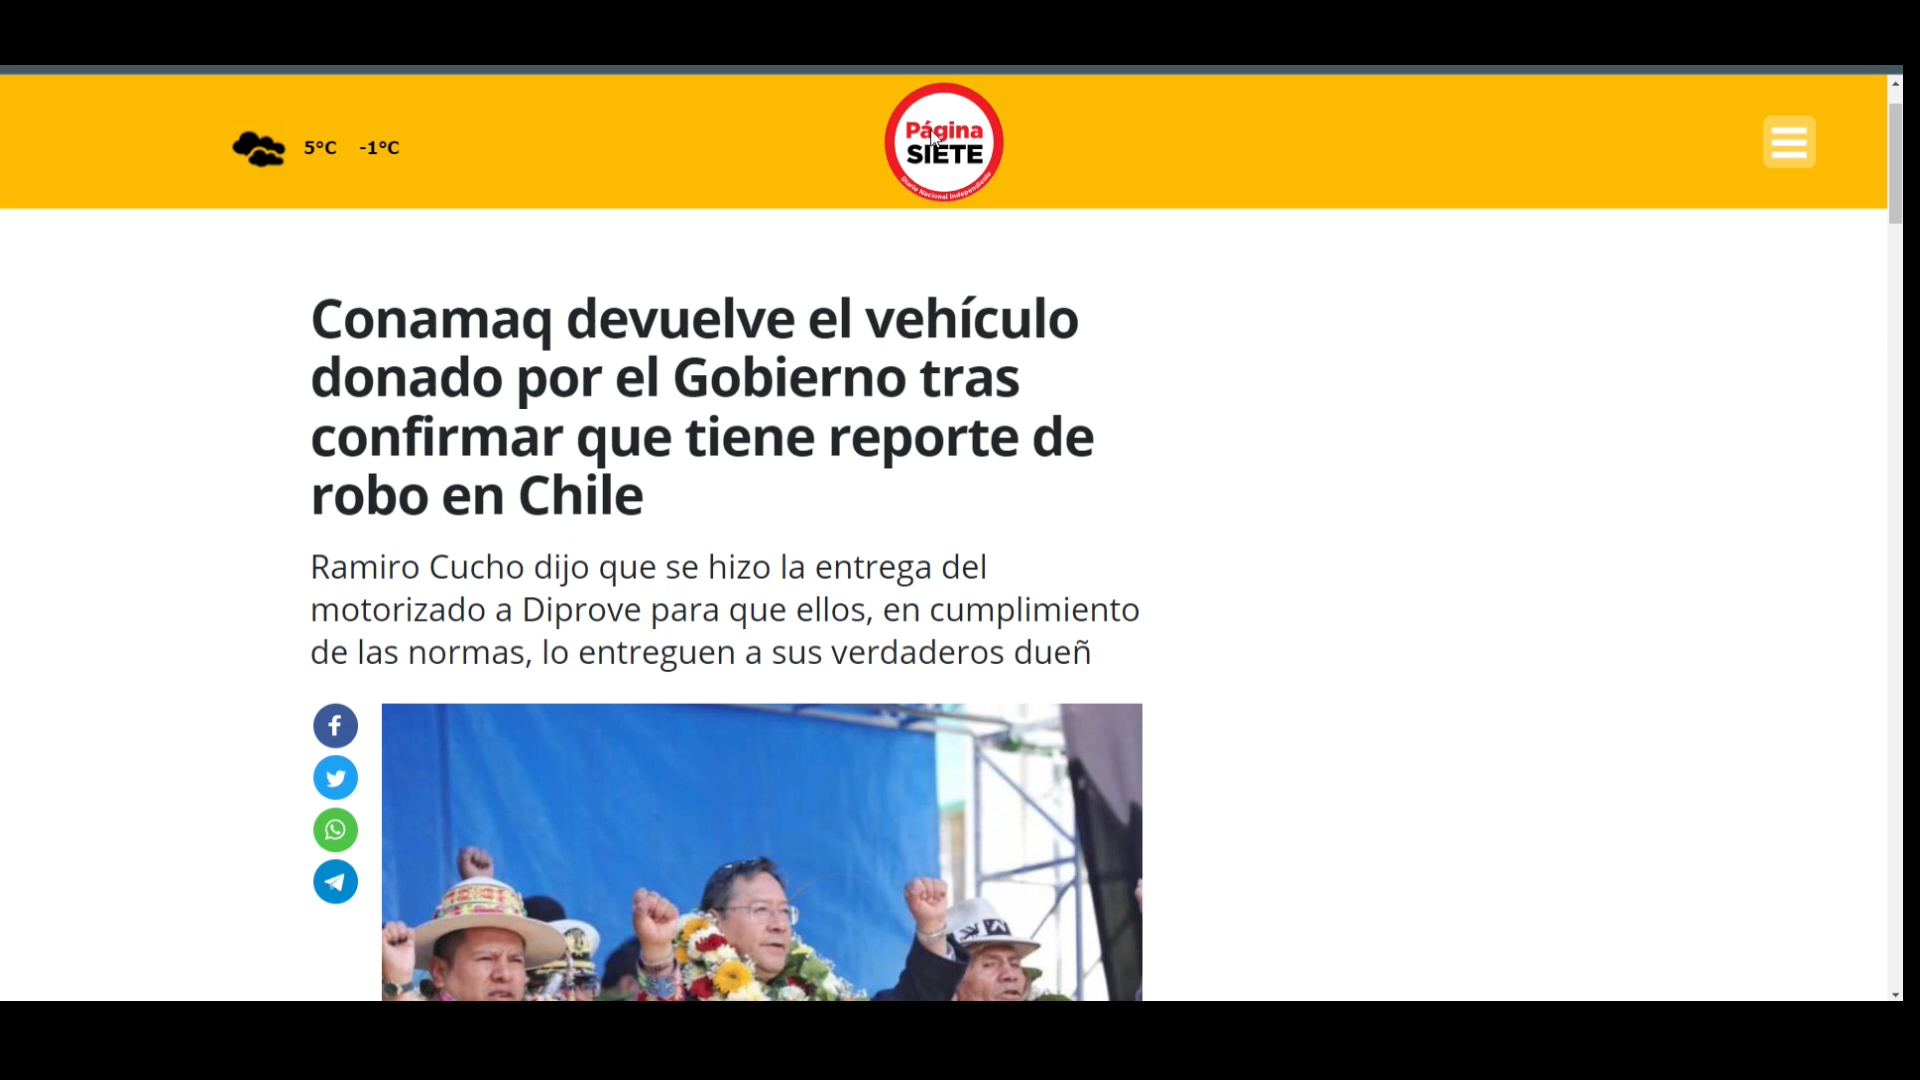 5°C -1°C
Página
SIETE
Diario Nacional Independiente
Conamaq devuelve el vehículo
donado por el Gobierno tras
confirmar que tiene reporte de
robo en Chile
Ramiro Cucho dijo que se hizo la entrega del
motorizado a Diprove para que ellos, en cumplimiento
de las normas, lo entreguen a sus verdaderos dueñ